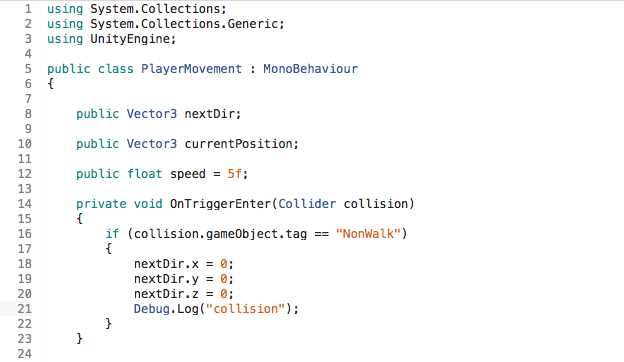 1 using System.Collections;
2 using System.Collections.Generic;
3 using UnityEngine;
4
5 public class PlayerMovement : MonoBehaviour
6 {
7
8     public Vector3 nextDir;
9
10     public Vector3 currentPosition;
11
12     public float speed = 5f;
13
14     private void OnTriggerEnter(Collider collision)
15     {
16         if (collision.gameObject.tag == "NonWalk")
17         {
18             nextDir.x = 0;
19             nextDir.y = 0;
20             nextDir.z = 0;
21             Debug.Log("collision");
22         }
23     }
24